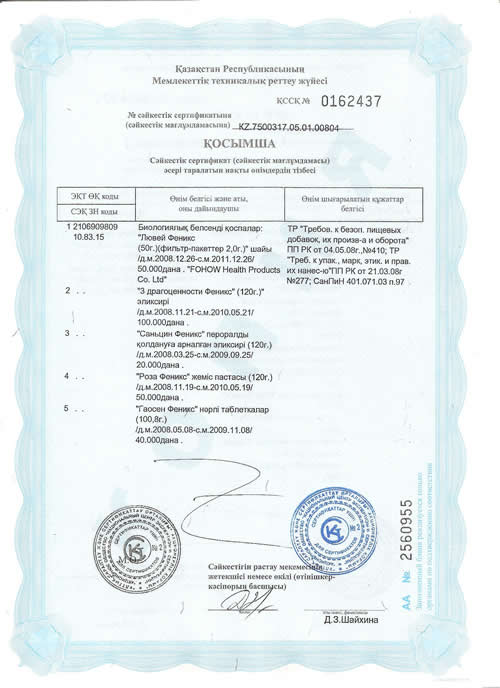 Қазақстан Республикасының
Мемлекеттік техникалық реттеу жүйесі
ҚССҚ № 0162437
№ сәйкестік сертификатына
(сәйкестік мағлұмдамасына) KZ.7500317.05.01.00804
ҚОСЫМША
Сәйкестік сертификат (сәйкестік мағлұмдамасы)
әсері таралатын нақты өнімдердің тізбесі
ЭҚТ ӨҚ коды
СЭҚ ЗН коды
Өнім белгісі және аты,
оны дайындаушы
Өнім шығарылатын құжаттар
белгісі
1 2106909809
10.83.15
Биологиялық белсенді қоспалар:
"Лювей Феникс
(50г.)(фильтр-пакеттер 2,0г.)" шайы
/д.м.2008.12.26-с.м.2011.12.26/
50.000дана . "FOHOW Health Products
Co. Ltd"
ТР "Требов. к безоп. пищевых
добавок, их произв-а и оборота"
ПП РК от 04.05.08г.,№410; ТР
"Треб. к упак., марк, этик. и прав.
их нанес-ю"ПП РК от 21.03.08г
№277; СанПиН 401.071.03 п.97
2 . .
"3 драгоценности Феникс" (120г.)"
эликсирі
/д.м.2008.11.21-с.м.2010.05.21/
100.000дана .
3 . .
"Саньцин Феникс" пероралды
қолдануға арналған эликсирі (120г.)
/д.м.2008.03.25-с.м.2009.09.25/
20.000дана .
4 . .
"Роза Феникс" жеміс пастасы (120г.)
/д.м.2008.11.19-с.м.2010.05.19/
50.000дана .
5 . .
"Гаосен Феникс" нәрлі таблеткалар
(100,8г.)
/д.м.2008.05.08-с.м.2009.11.08/
40.000дана .
Сәйкестігін растау мекемесінің
жетекшісі немесе өкілі (өтінішкер-
кәсіпорын басшысы)
Д.З.Шайхина
АА № 2560955